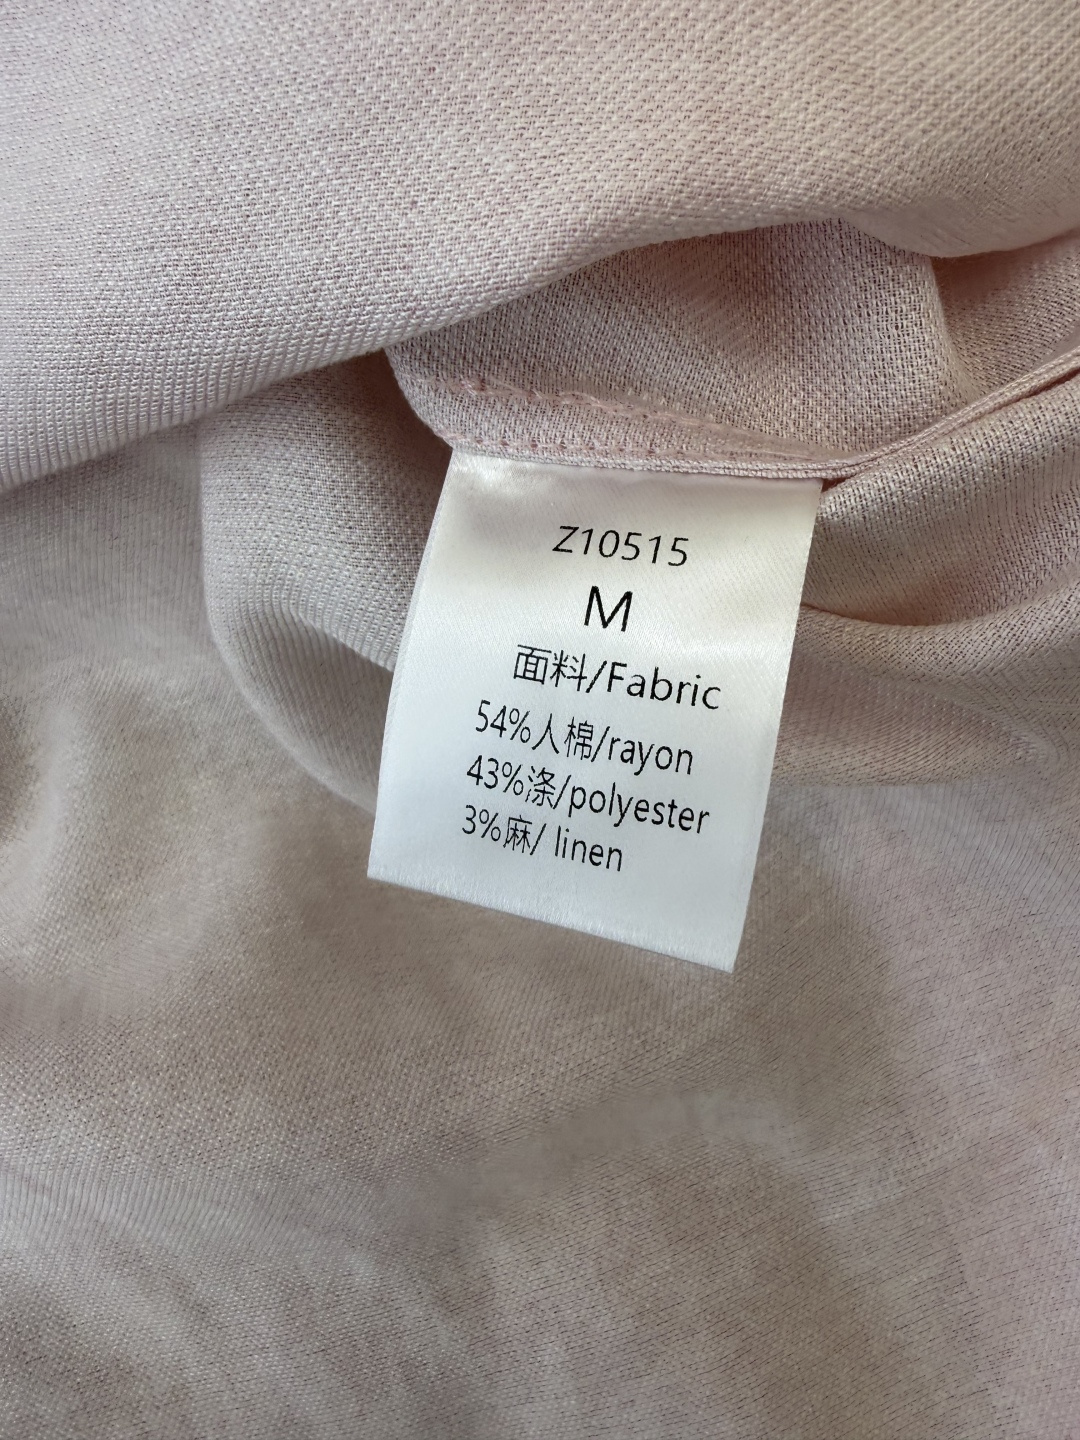 Z10515
M
面料/Fabric
54%人棉/rayon
43%涤/polyester
3%麻/ linen